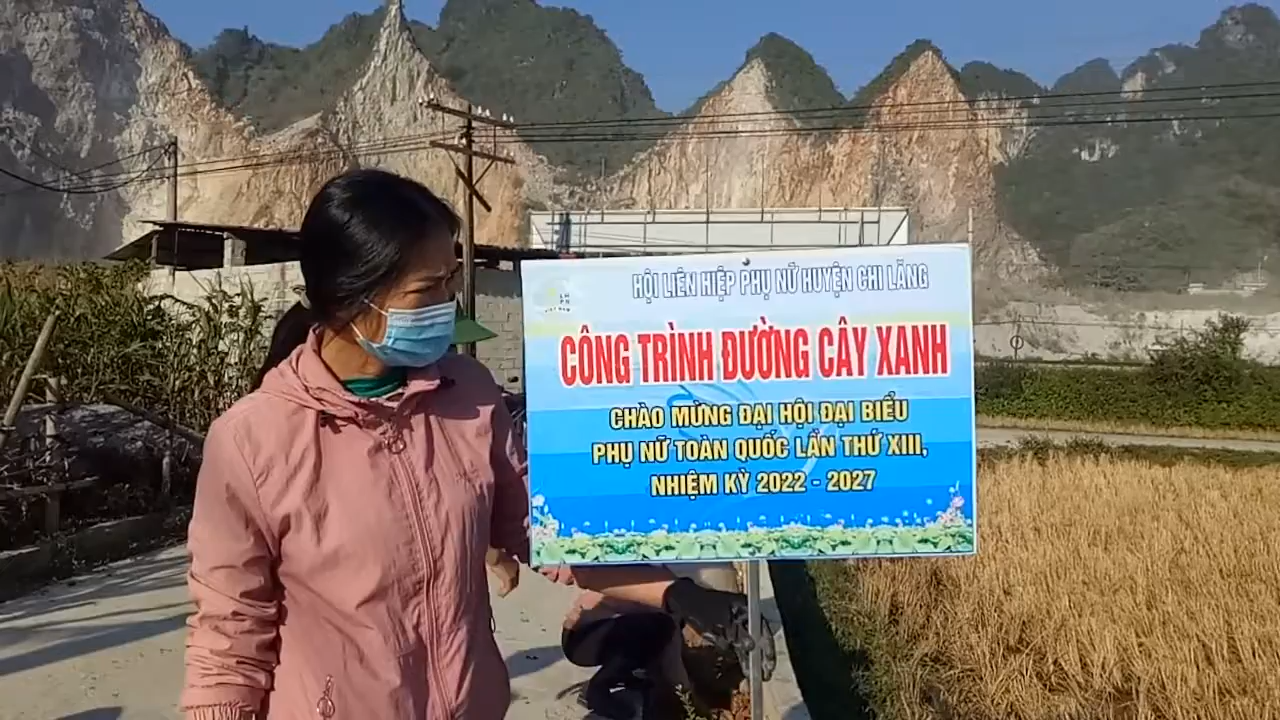 HỘI LIÊN HIỆP PHỤ NỮ HUYỆN CHI LĂNG
CÔNG TRÌNH ĐƯỜNG CÂY XANH
CHÀO MỪNG ĐẠI HỘI ĐẠI BIỂU
PHỤ NỮ TOÀN QUỐC LẦN THỨ XIII,
NHIỆM KỲ 2022 - 2027